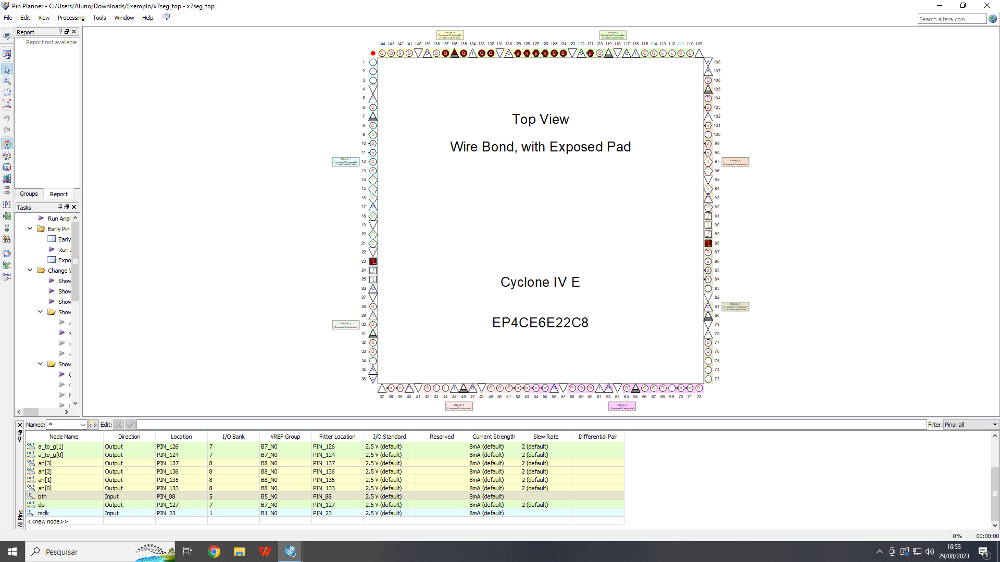 Pin Planner - C:/Users/Aluno/Downloads/Exemplo/x7seg_top - x7seg_top
File Edit View Processing Tools Window Help
Search altera.com
Report
Report not available
Groups Report
Tasks
Run Anal
Early Pin
Early
Run
Expo
Change
Show
Show
Show
Show
Show
144 143 142 141 140 139 138 137 136 135 134 133 132 131 130 129 128 127 126 125 124 123 122 121 120 119 118 117 116 115 114 113 112 111 110 109
1 108
2 107
3 106
4 105
5 104
6 103
7 102
8 101
9 100
10 99
11 98
12 97
13 96
14 95
15 94
16 93
17 92
18 91
19 90
20 89
21 88
22 87
23 86
24 85
25 84
26 83
27 82
28 81
29 80
30 79
31 78
32 77
33 76
34 75
35 74
36 73
37 38 39 40 41 42 43 44 45 46 47 48 49 50 51 52 53 54 55 56 57 58 59 60 61 62 63 64 65 66 67 68 69 70 71 72
Top View
Wire Bond, with Exposed Pad
Cyclone IV E
EP4CE6E22C8
Named: * Edit: Filter: Pins: all
Node Name Direction Location I/O Bank VREF Group Fitter Location I/O Standard Reserved Current Strength Slew Rate Differential Pair
out a_to_g[1] Output PIN_126 7 B7_N0 PIN_126 2.5 V (default) 8mA (default) 2 (default)
out a_to_g[0] Output PIN_124 7 B7_N0 PIN_124 2.5 V (default) 8mA (default) 2 (default)
out an[3] Output PIN_137 8 B8_N0 PIN_137 2.5 V (default) 8mA (default) 2 (default)
out an[2] Output PIN_136 8 B8_N0 PIN_136 2.5 V (default) 8mA (default) 2 (default)
out an[1] Output PIN_135 8 B8_N0 PIN_135 2.5 V (default) 8mA (default) 2 (default)
out an[0] Output PIN_133 8 B8_N0 PIN_133 2.5 V (default) 8mA (default) 2 (default)
in btn Input PIN_88 5 B5_N0 PIN_88 2.5 V (default) 8mA (default)
out dp Output PIN_127 7 B7_N0 PIN_127 2.5 V (default) 8mA (default) 2 (default)
in mclk Input PIN_23 1 B1_N0 PIN_23 2.5 V (default) 8mA (default)
<<new node>>
All Pins
0% 00:00:00
Pesquisar
16:53
29/08/2023
1